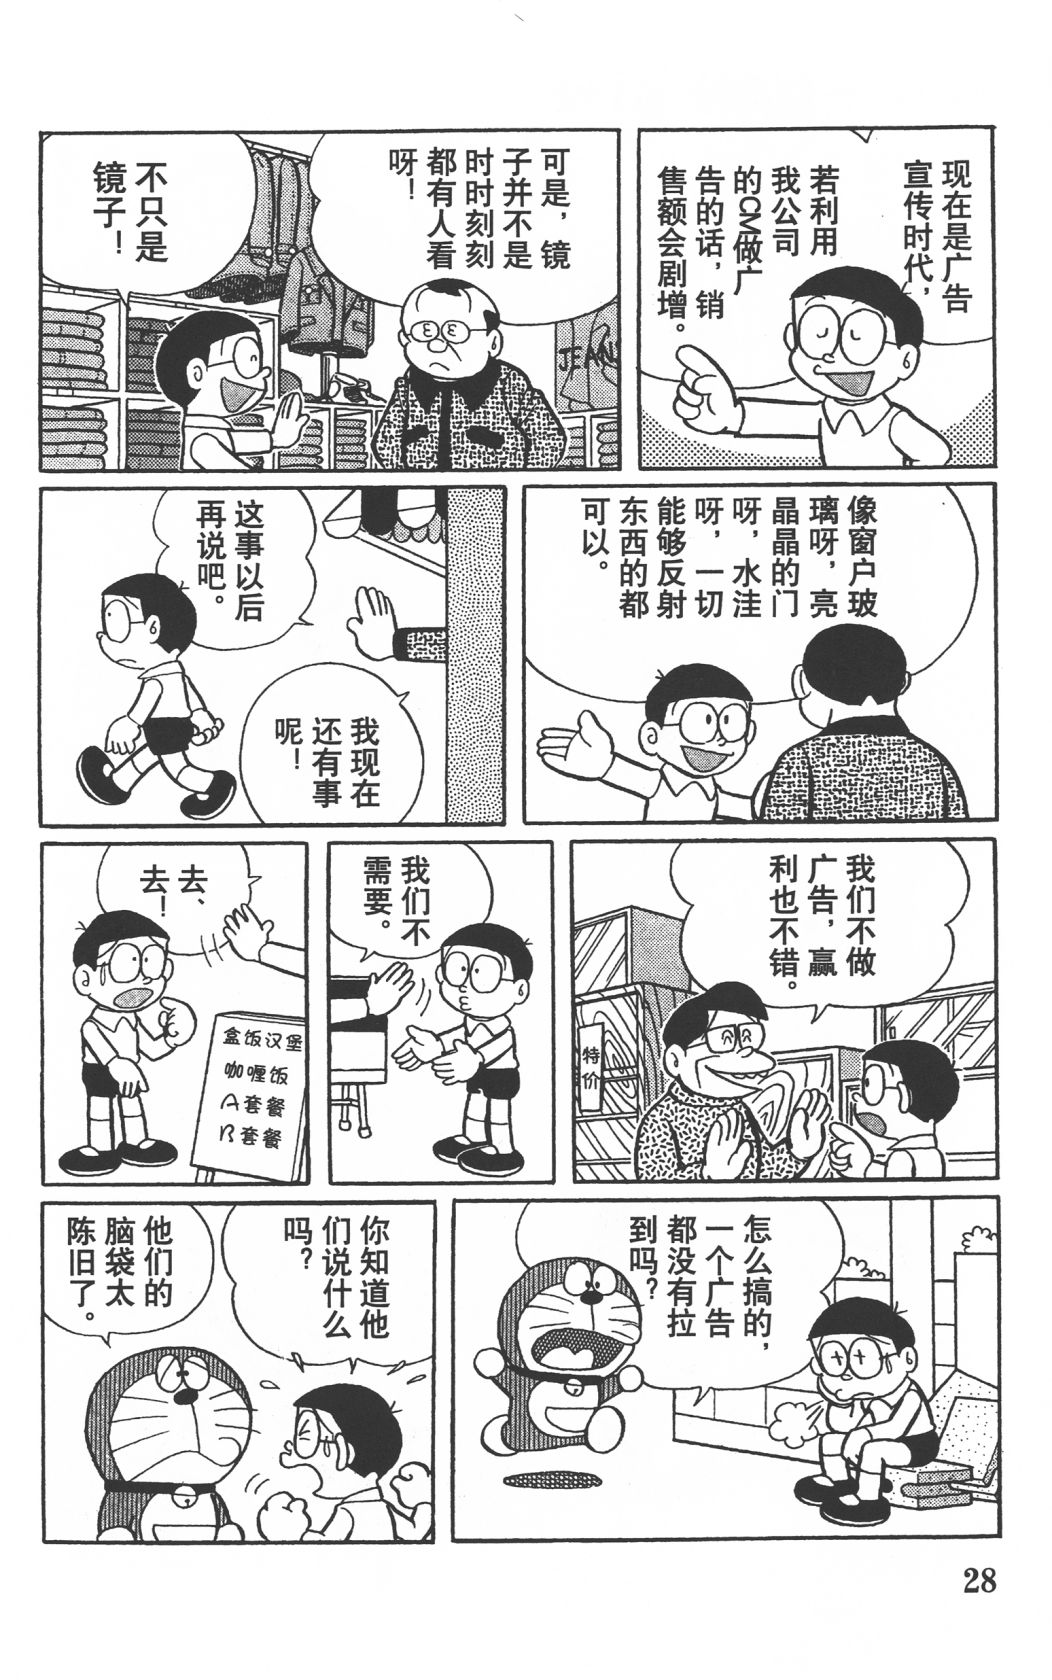 现在是广告
宣传时代，
若利用
我公司
的CM做广
告的话，销
售额会剧增。
可是，镜
子并不是
时时刻刻
都有人看
呀！
不只是
镜子！
JEAN
像窗户玻
璃呀，亮
晶晶的门
呀，水洼
呀，一切
能够反射
东西的都
可以。
这事以后
再说吧。
我现在
还有事
呢！
我们不做
广告，赢
利也不错。
特价
我们不
需要。
去、
去！
盒饭汉堡
咖喱饭
A套餐
B套餐
怎么搞的，
一个广告
都没有拉
到吗？
你知道他
们说什么
吗？
他们的
脑袋太
陈旧了。
28